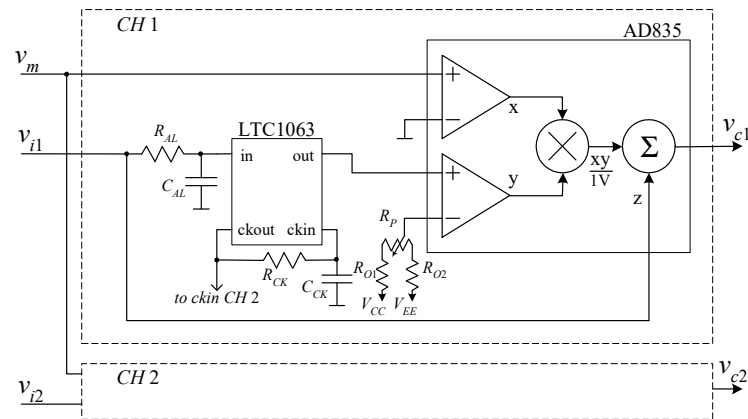 CH 1
AD835
v_m
x
v_i1
R_AL
LTC1063
in
out
C_AL
ckout
ckin
R_CK
C_CK
to ckin CH 2
y
R_P
R_O1
R_O2
V_CC
V_EE
xy
1V
Σ
z
v_c1
CH 2
v_i2
v_c2